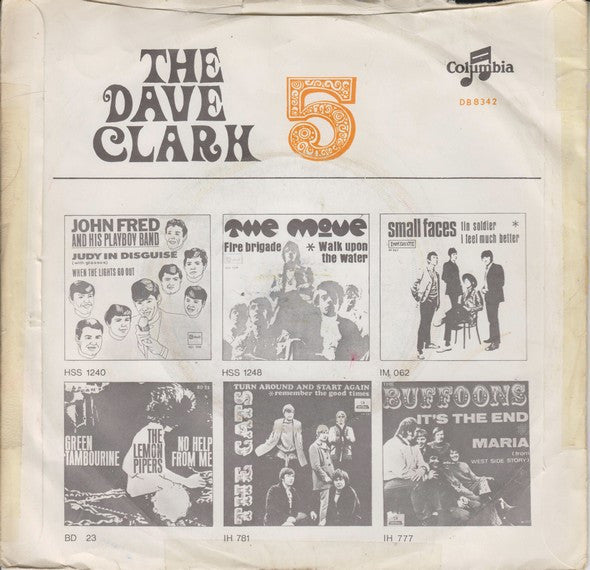 THE
DAVE
CLARK
5
Columbia
DB 8342
JOHN FRED
AND HIS PLAYBOY BAND
JUDY IN DISGUISE
(with glasses)
WHEN THE LIGHTS GO OUT
HSS 1240
THE MOVE
Fire brigade * Walk upon
the Water
HSS 1248
small faces tin soldier *
i feel much better
IM 062
BD 23
GREEN
TAMBOURINE
THE
LEMON
PIPERS
NO HELP
FROM ME
BD 23
TURN AROUND AND START AGAIN
*remember the good times
IH 781
THE
BUFFOONS
IT'S THE END
MARIA
(from
WEST SIDE STORY)
IH 777